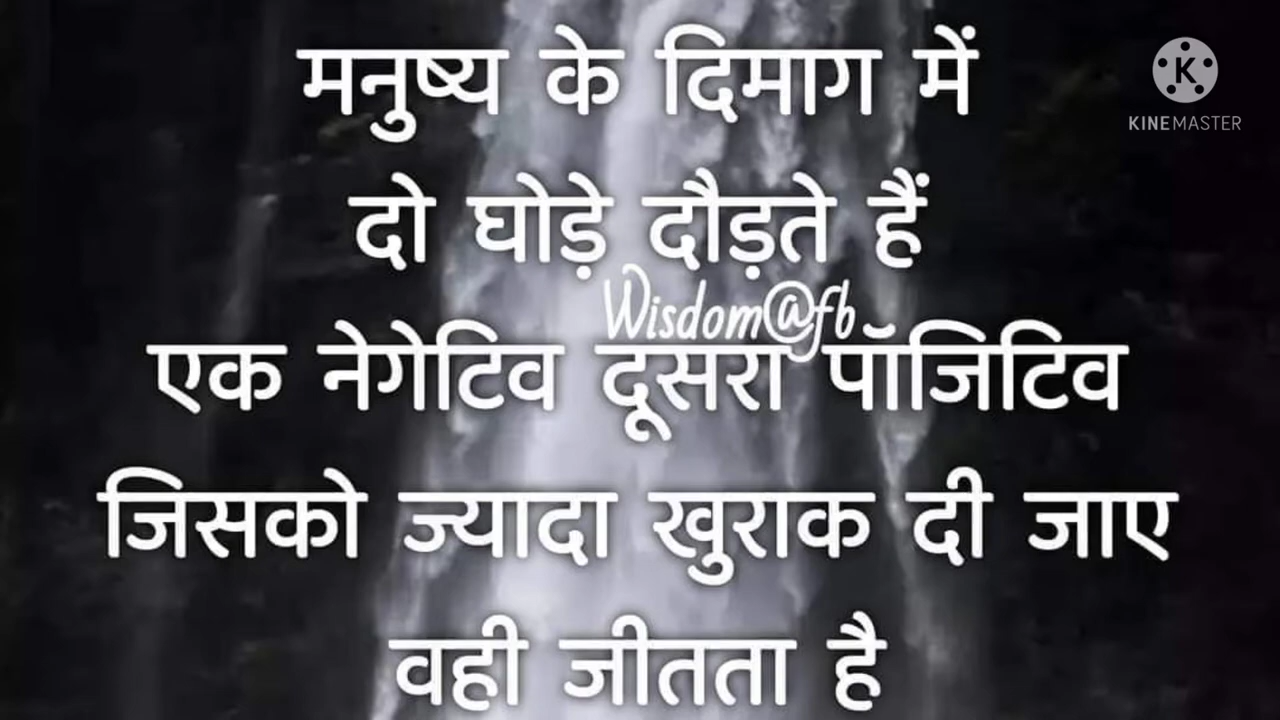 मनुष्य के दिमाग में
KINEMASTER
दो घोड़े दौड़ते हैं
Wisdom@fb
एक नेगेटिव दूसरा पॉजिटिव
जिसको ज्यादा खुराक दी जाए
वही जीतता है